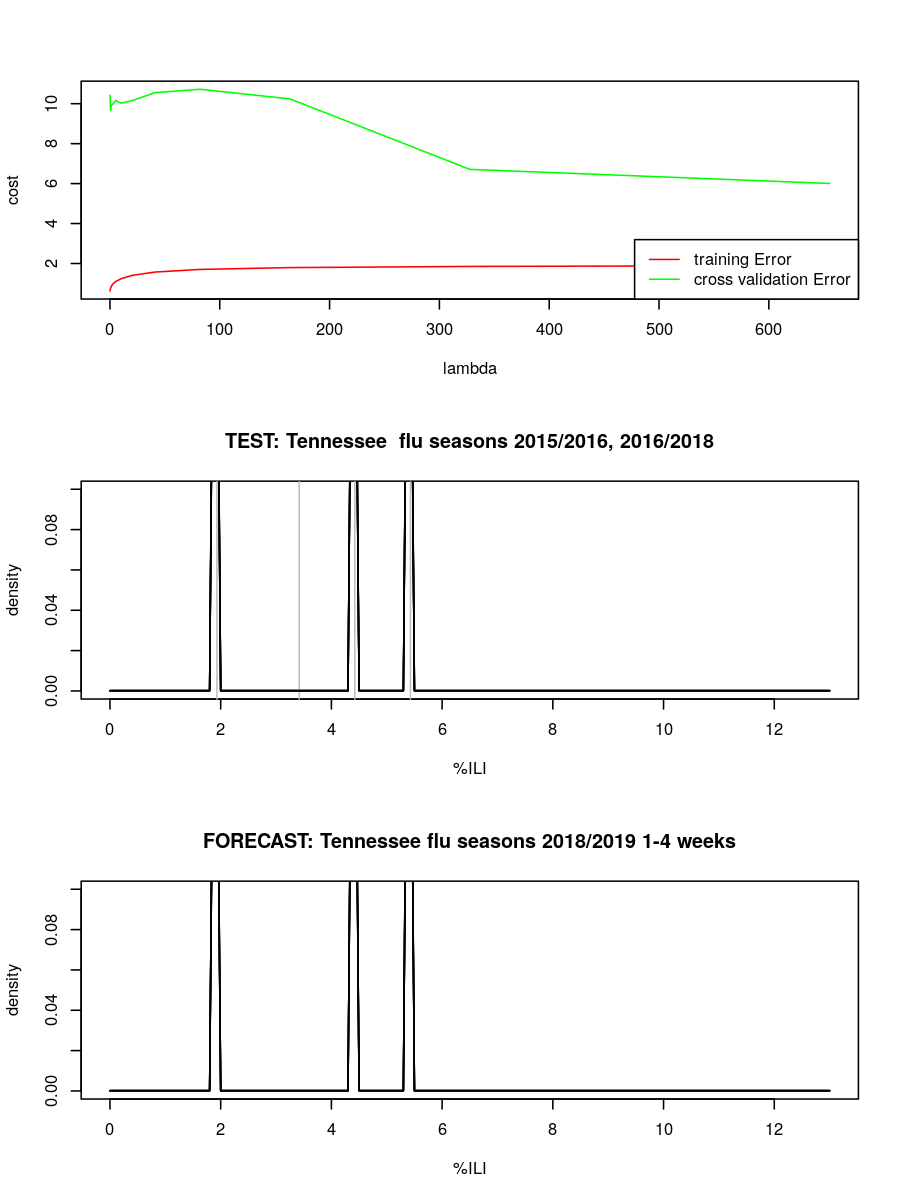 10
8
6
4
2
cost
training Error
cross validation Error
0 100 200 300 400 500 600
lambda
TEST: Tennessee  flu seasons 2015/2016, 2016/2018
0.08
0.04
0.00
density
0 2 4 6 8 10 12
%ILI
FORECAST: Tennessee flu seasons 2018/2019 1-4 weeks
0.08
0.04
0.00
density
0 2 4 6 8 10 12
%ILI